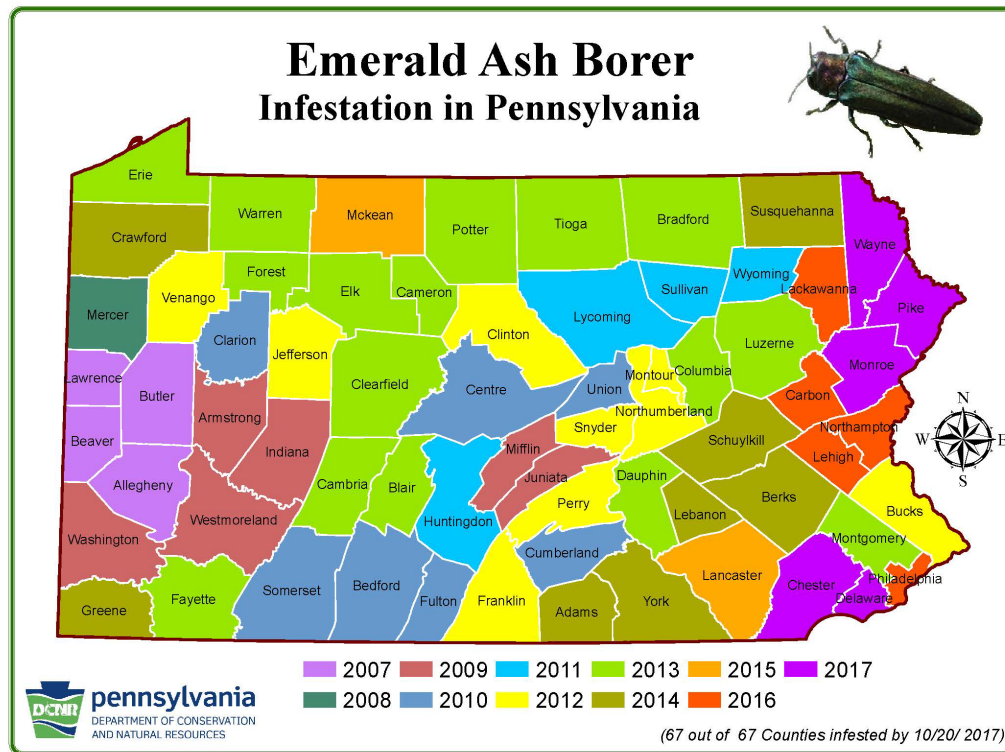 Emerald Ash Borer
Infestation in Pennsylvania
Erie
Warren
Mckean
Potter
Tioga
Bradford
Susquehanna
Wayne
Crawford
Forest
Elk
Cameron
Sullivan
Wyoming
Lackawanna
Pike
Mercer
Venango
Clarion
Jefferson
Clinton
Lycoming
Luzerne
Monroe
Lawrence
Butler
Clearfield
Centre
Union
Montour
Columbia
Carbon
Beaver
Armstrong
Indiana
Snyder
Northumberland
Schuylkill
Northampton
Lehigh
Allegheny
Cambria
Blair
Mifflin
Juniata
Dauphin
Berks
Bucks
Washington
Westmoreland
Huntingdon
Perry
Lebanon
Montgomery
Greene
Fayette
Somerset
Bedford
Fulton
Franklin
Cumberland
Adams
York
Lancaster
Chester
Delaware
Philadelphia
N
W E
S
2007 2009 2011 2013 2015 2017
2008 2010 2012 2014 2016
DCNR
pennsylvania
DEPARTMENT OF CONSERVATION
AND NATURAL RESOURCES
(67 out of 67 Counties infested by 10/20/ 2017)